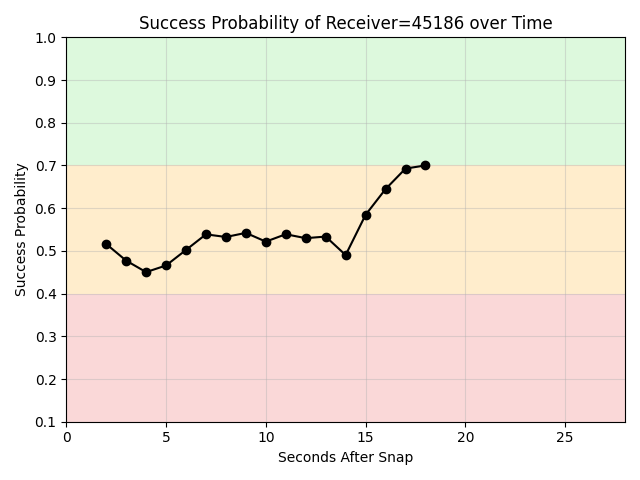 Success Probability of Receiver=45186 over Time
1.0
0.9
0.8
0.7
0.6
0.5
0.4
0.3
0.2
0.1
Success Probability
0 5 10 15 20 25
Seconds After Snap